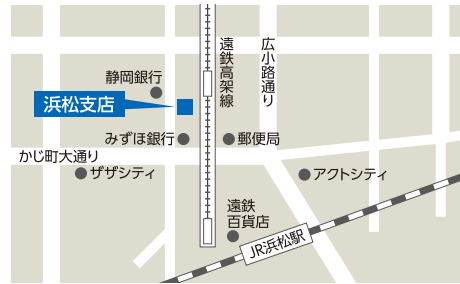 静岡銀行
浜松支店
遠鉄高架線
広小路通り
みずほ銀行
郵便局
かじ町大通り
ザザシティ
アクトシティ
遠鉄
百貨店
JR浜松駅